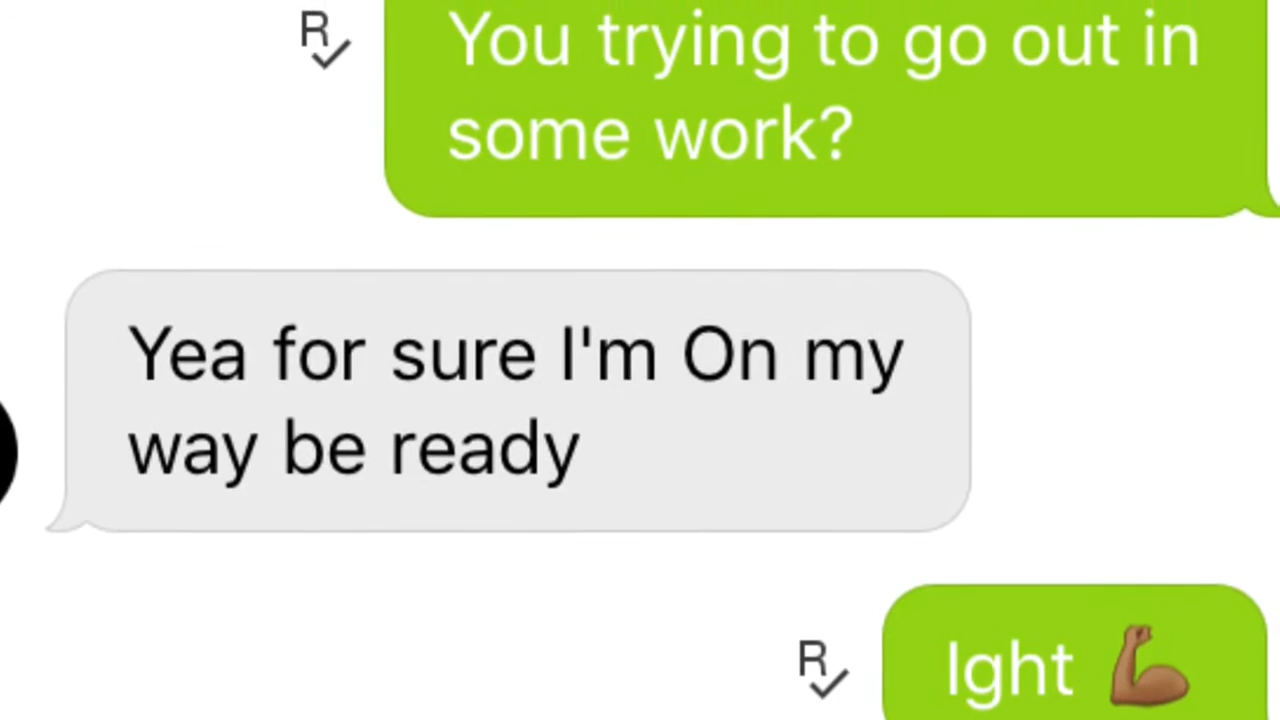 R
You trying to go out in
some work?
Yea for sure I'm On my
way be ready
R
Ight 💪🏾